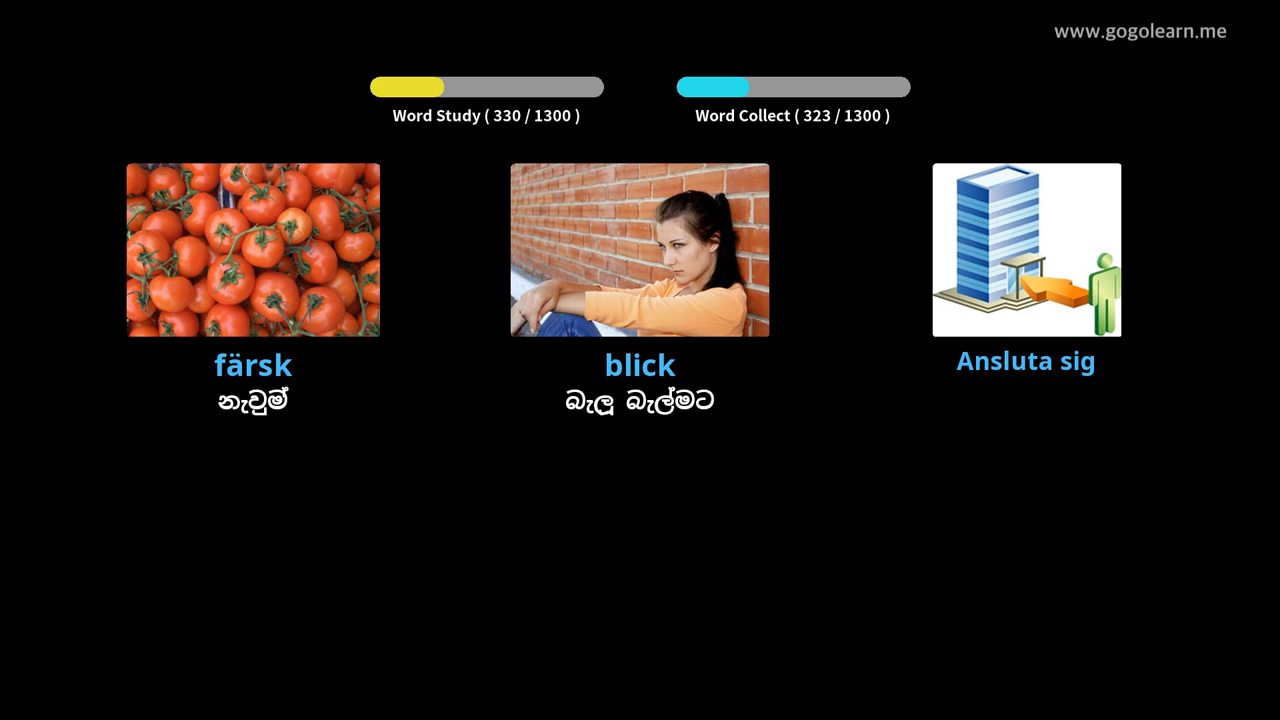 www.gogolearn.me
Word Study ( 330 / 1300 )
Word Collect ( 323 / 1300 )
färsk
නැවුම්
blick
බැලූ බැල්මට
Ansluta sig